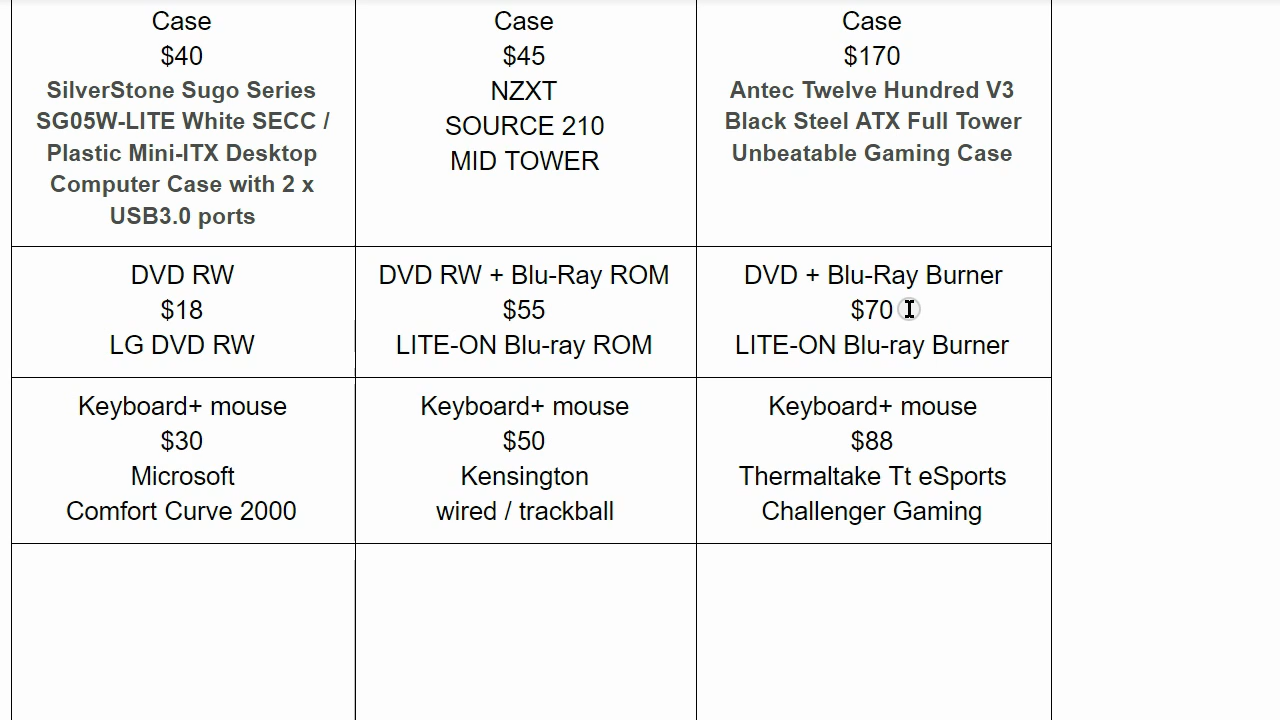 Case
$40
SilverStone Sugo Series
SG05W-LITE White SECC /
Plastic Mini-ITX Desktop
Computer Case with 2 x
USB3.0 ports
Case
$45
NZXT
SOURCE 210
MID TOWER
Case
$170
Antec Twelve Hundred V3
Black Steel ATX Full Tower
Unbeatable Gaming Case
DVD RW
$18
LG DVD RW
DVD RW + Blu-Ray ROM
$55
LITE-ON Blu-ray ROM
DVD + Blu-Ray Burner
$70
LITE-ON Blu-ray Burner
Keyboard+ mouse
$30
Microsoft
Comfort Curve 2000
Keyboard+ mouse
$50
Kensington
wired / trackball
Keyboard+ mouse
$88
Thermaltake Tt eSports
Challenger Gaming